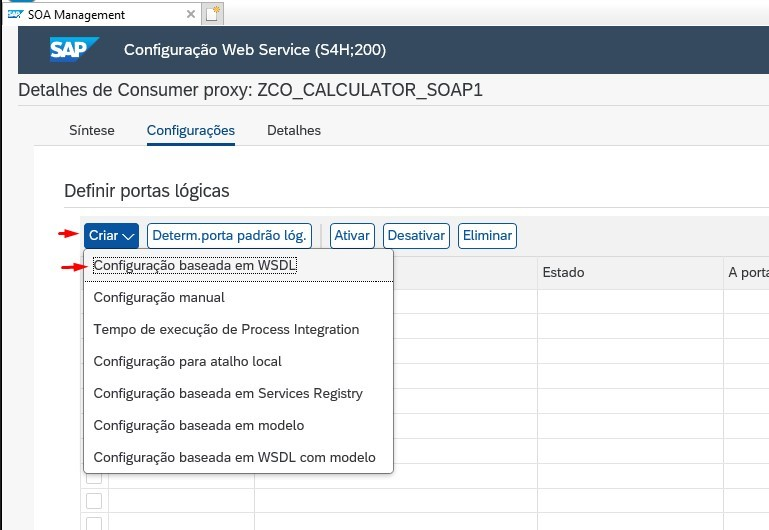 SAP SOA Management
SAP Configuração Web Service (S4H;200)
Detalhes de Consumer proxy: ZCO_CALCULATOR_SOAP1
Síntese Configurações Detalhes
Definir portas lógicas
Criar Determ.porta padrão lóg. Ativar Desativar Eliminar
Configuração baseada em WSDL Estado A porta
Configuração manual
Tempo de execução de Process Integration
Configuração para atalho local
Configuração baseada em Services Registry
Configuração baseada em modelo
Configuração baseada em WSDL com modelo